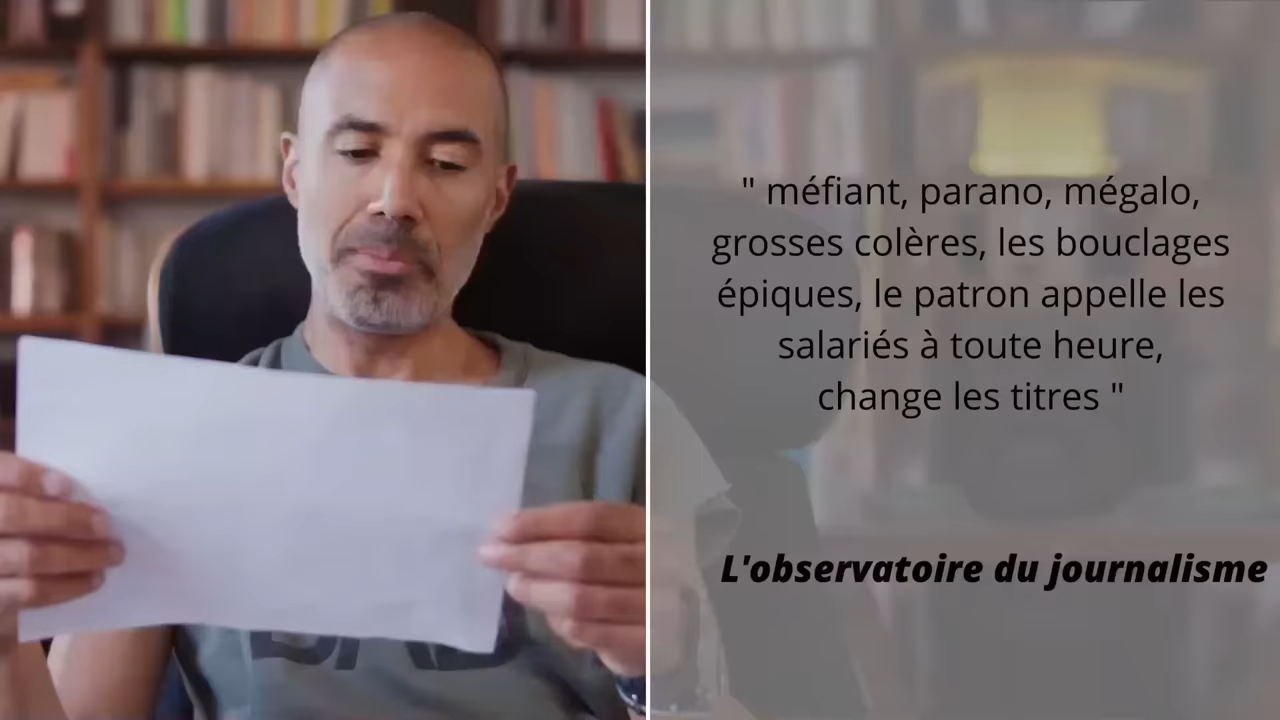 " méfiant, parano, mégalo,
grosses colères, les bouclages
épiques, le patron appelle les
salariés à toute heure,
change les titres "
L'observatoire du journalisme